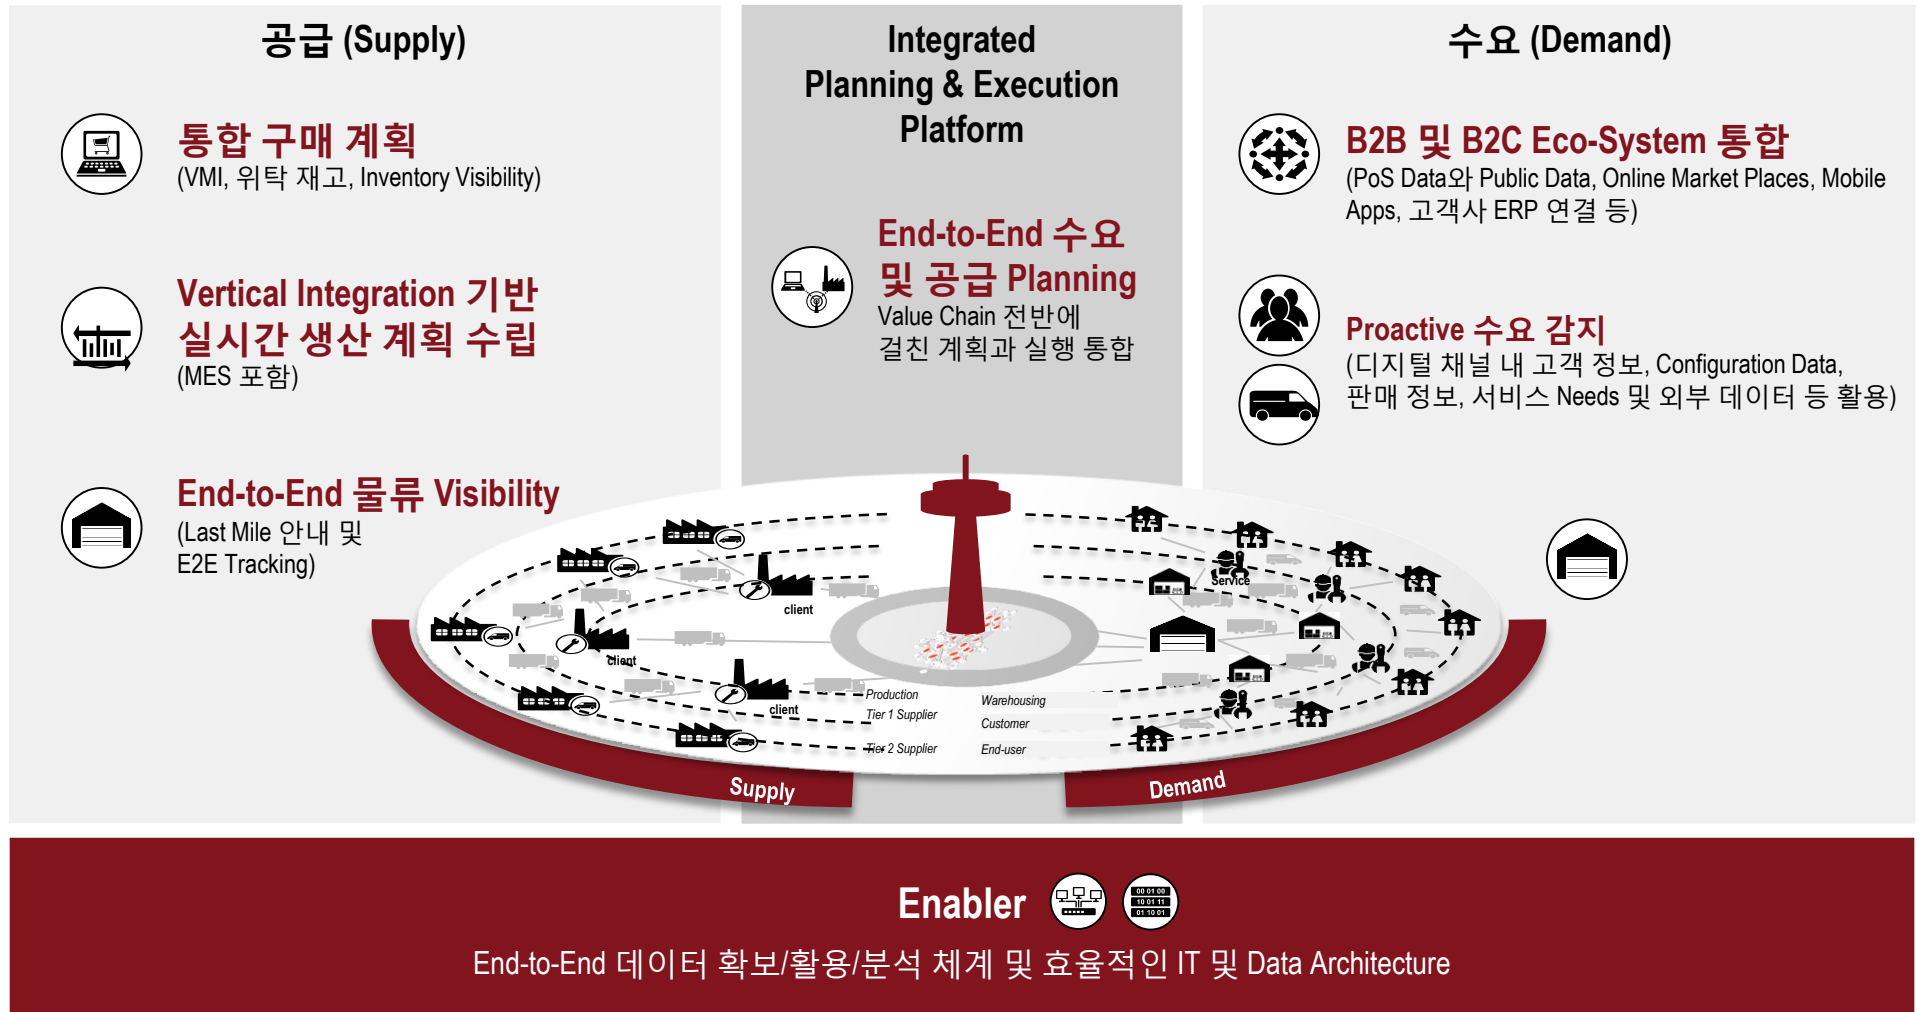 공급 (Supply)
통합 구매 계획
(VMI, 위탁 재고, Inventory Visibility)
Vertical Integration 기반
실시간 생산 계획 수립
(MES 포함)
End-to-End 물류 Visibility
(Last Mile 안내 및
E2E Tracking)
Integrated
Planning & Execution
Platform
End-to-End 수요
및 공급 Planning
Value Chain 전반에
걸친 계획과 실행 통합
수요 (Demand)
B2B 및 B2C Eco-System 통합
(PoS Data와 Public Data, Online Market Places, Mobile
Apps, 고객사 ERP 연결 등)
Proactive 수요 감지
(디지털 채널 내 고객 정보, Configuration Data,
판매 정보, 서비스 Needs 및 외부 데이터 등 활용)
Service
client
client
client
Production
Tier 1 Supplier
Tier 2 Supplier
Warehousing
Customer
End-user
Supply
Demand
Enabler
00 01 00
10 01 11
01 10 01
End-to-End 데이터 확보/활용/분석 체계 및 효율적인 IT 및 Data Architecture